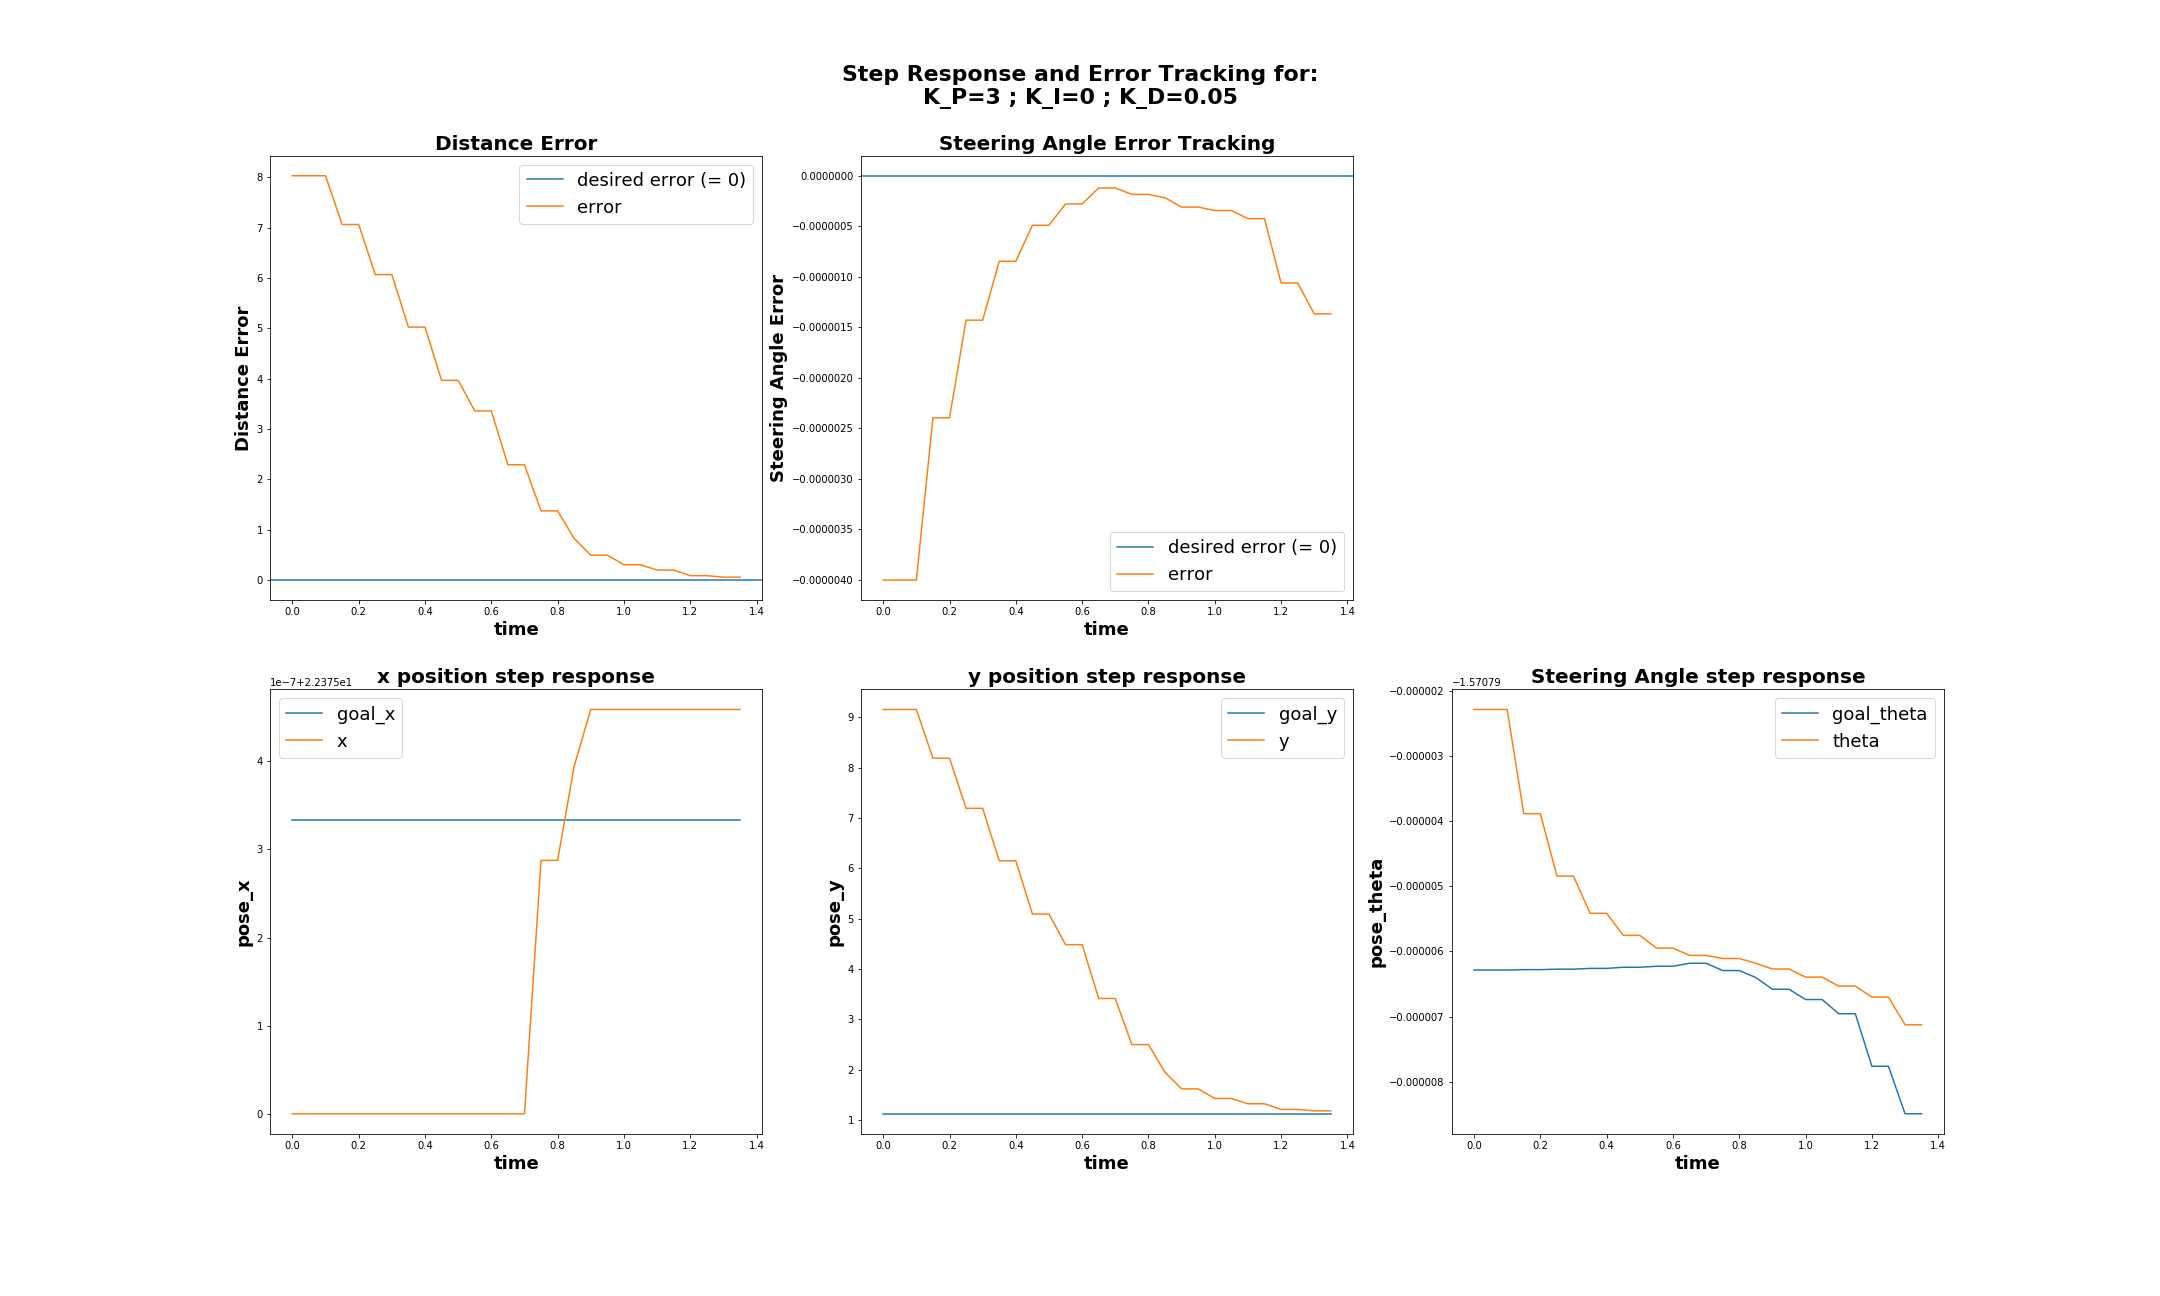 Step Response and Error Tracking for:
K_P=3 ; K_I=0 ; K_D=0.05
Distance Error
desired error (= 0)
error
8
7
6
5
4
3
2
1
0
Distance Error
0.0 0.2 0.4 0.6 0.8 1.0 1.2 1.4
time
Steering Angle Error Tracking
0.0000000
−0.0000005
−0.0000010
−0.0000015
−0.0000020
−0.0000025
−0.0000030
−0.0000035
−0.0000040
Steering Angle Error
desired error (= 0)
error
0.0 0.2 0.4 0.6 0.8 1.0 1.2 1.4
time
x position step response
1e−7+2.2375e1
goal_x
x
4
3
2
1
0
pose_x
0.0 0.2 0.4 0.6 0.8 1.0 1.2 1.4
time
y position step response
goal_y
y
9
8
7
6
5
4
3
2
1
pose_y
0.0 0.2 0.4 0.6 0.8 1.0 1.2 1.4
time
Steering Angle step response
−1.57079
goal_theta
theta
−0.000002
−0.000003
−0.000004
−0.000005
−0.000006
−0.000007
−0.000008
pose_theta
0.0 0.2 0.4 0.6 0.8 1.0 1.2 1.4
time